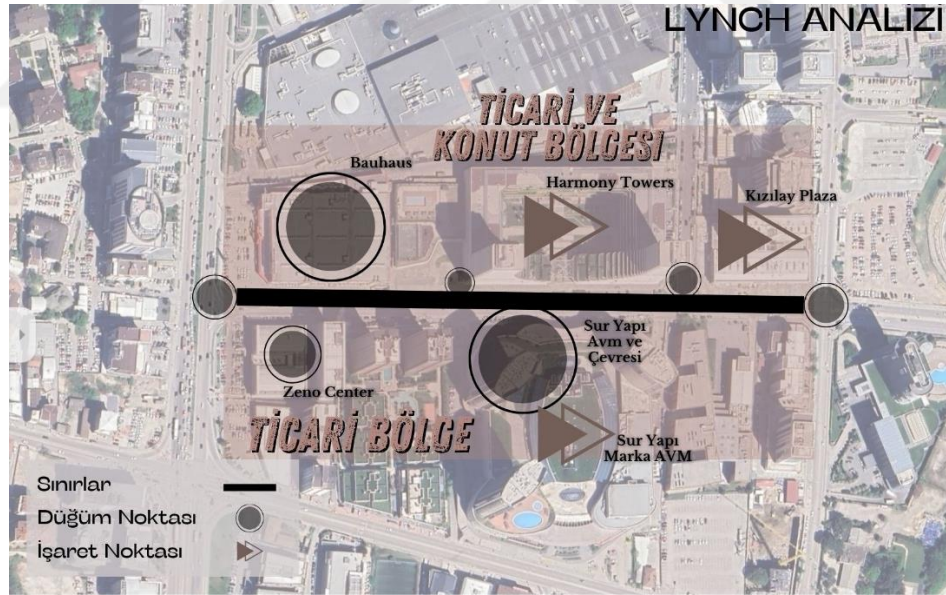 LYNCH ANALİZİ
TİCARİ VE
KONUT BÖLGESİ
Bauhaus
Harmony Towers
Kızılay Plaza
Sur Yapı
Avm ve
Çevresi
Zeno Center
TİCARİ BÖLGE
Sur Yapı
Marka AVM
Sınırlar
Düğüm Noktası
İşaret Noktası